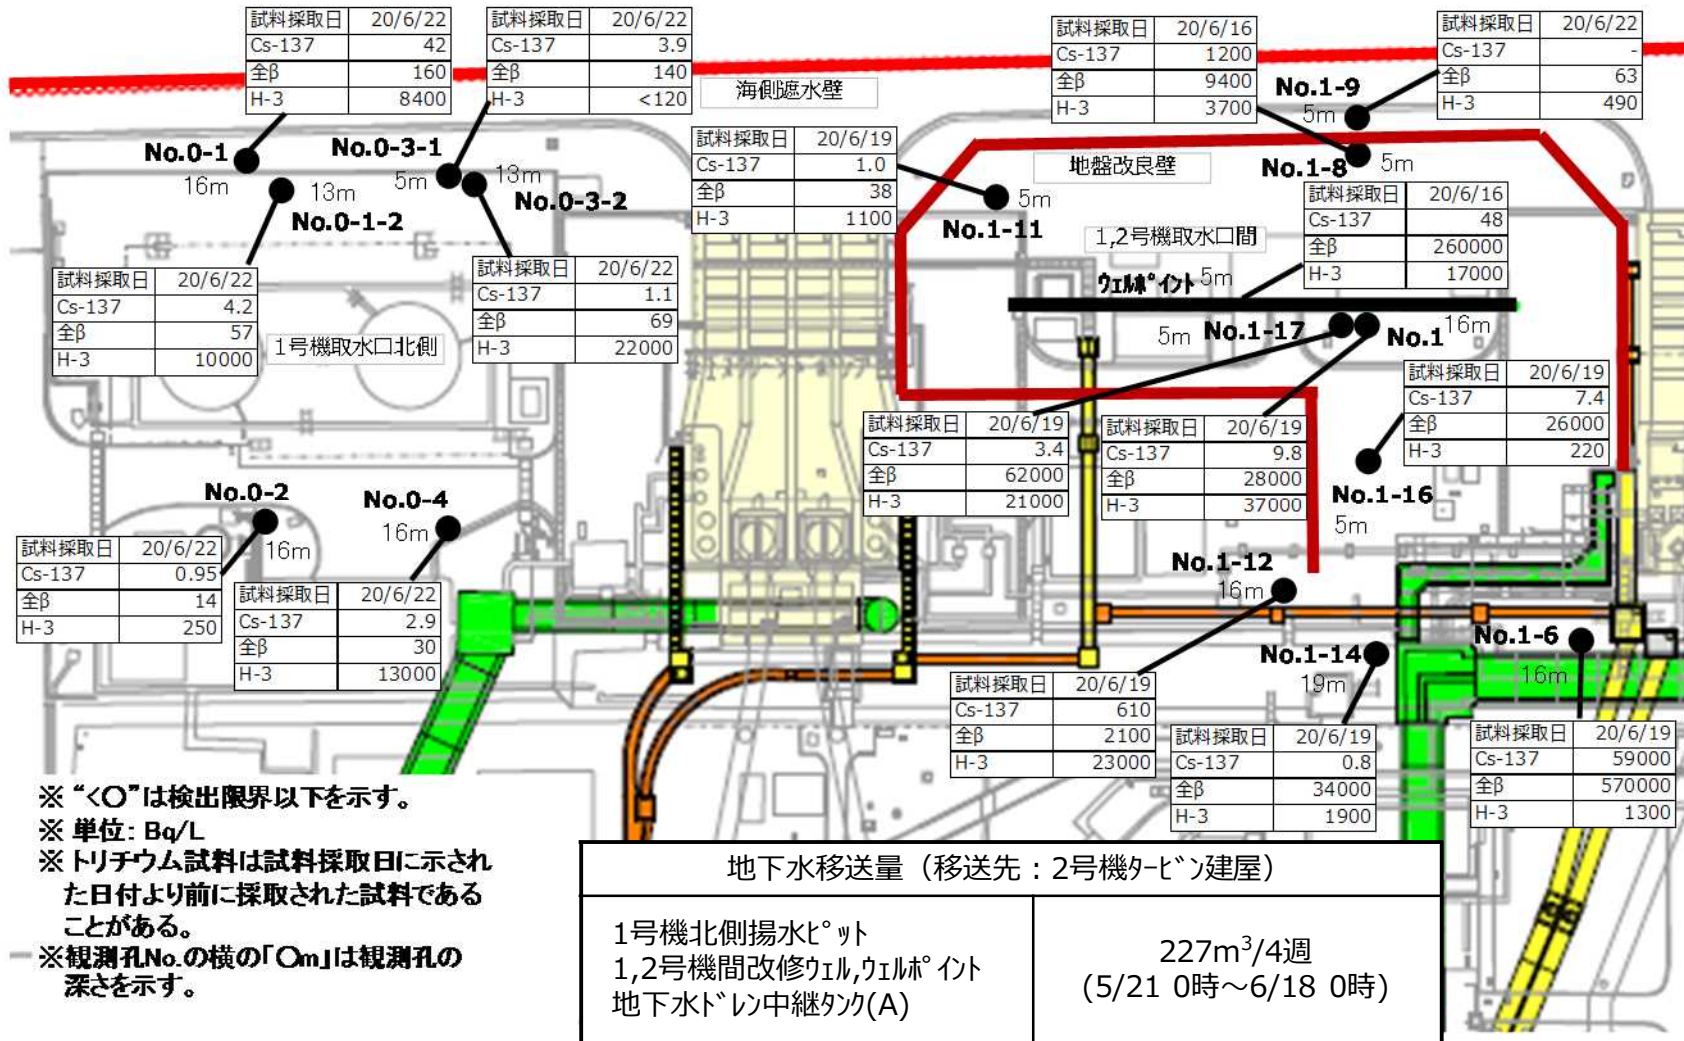 試料採取日 20/6/22
Cs-137 42
全β 160
H-3 8400
試料採取日 20/6/22
Cs-137 3.9
全β 140
H-3 <120
海側遮水壁
試料採取日 20/6/16
Cs-137 1200
全β 9400
H-3 3700
試料採取日 20/6/22
Cs-137 -
全β 63
H-3 490
No.0-1
16m
No.0-3-1
5m
13m
No.0-3-2
13m
No.0-1-2
試料採取日 20/6/19
Cs-137 1.0
全β 38
H-3 1100
5m
No.1-11
地盤改良壁
No.1-9
5m
No.1-8
5m
試料採取日 20/6/16
Cs-137 48
全β 260000
H-3 17000
1,2号機取水口間
ウェルポイント 5m
試料採取日 20/6/22
Cs-137 4.2
全β 57
H-3 10000
1号機取水口北側
試料採取日 20/6/22
Cs-137 1.1
全β 69
H-3 22000
5m
No.1-17
No.1
16m
試料採取日 20/6/19
Cs-137 7.4
全β 26000
H-3 220
試料採取日 20/6/19
Cs-137 3.4
全β 62000
H-3 21000
試料採取日 20/6/19
Cs-137 9.8
全β 28000
H-3 37000
No.1-16
5m
No.0-2
16m
No.0-4
16m
試料採取日 20/6/22
Cs-137 0.95
全β 14
H-3 250
試料採取日 20/6/22
Cs-137 2.9
全β 30
H-3 13000
No.1-12
16m
No.1-14
19m
No.1-6
16m
試料採取日 20/6/19
Cs-137 610
全β 2100
H-3 23000
試料採取日 20/6/19
Cs-137 0.8
全β 34000
H-3 1900
試料採取日 20/6/19
Cs-137 59000
全β 570000
H-3 1300
※ “<〇”は検出限界以下を示す。
※ 単位: Bq/L
※ トリチウム試料は試料採取日に示され
た日付より前に採取された試料である
ことがある。
※観測孔No.の横の「〇m」は観測孔の
深さを示す。
地下水移送量（移送先：2号機タービン建屋）
1号機北側揚水ピット
1,2号機間改修ウェル,ウェルポイント
地下水ドレン中継タンク(A)
227m³/4週
(5/21 0時～6/18 0時)